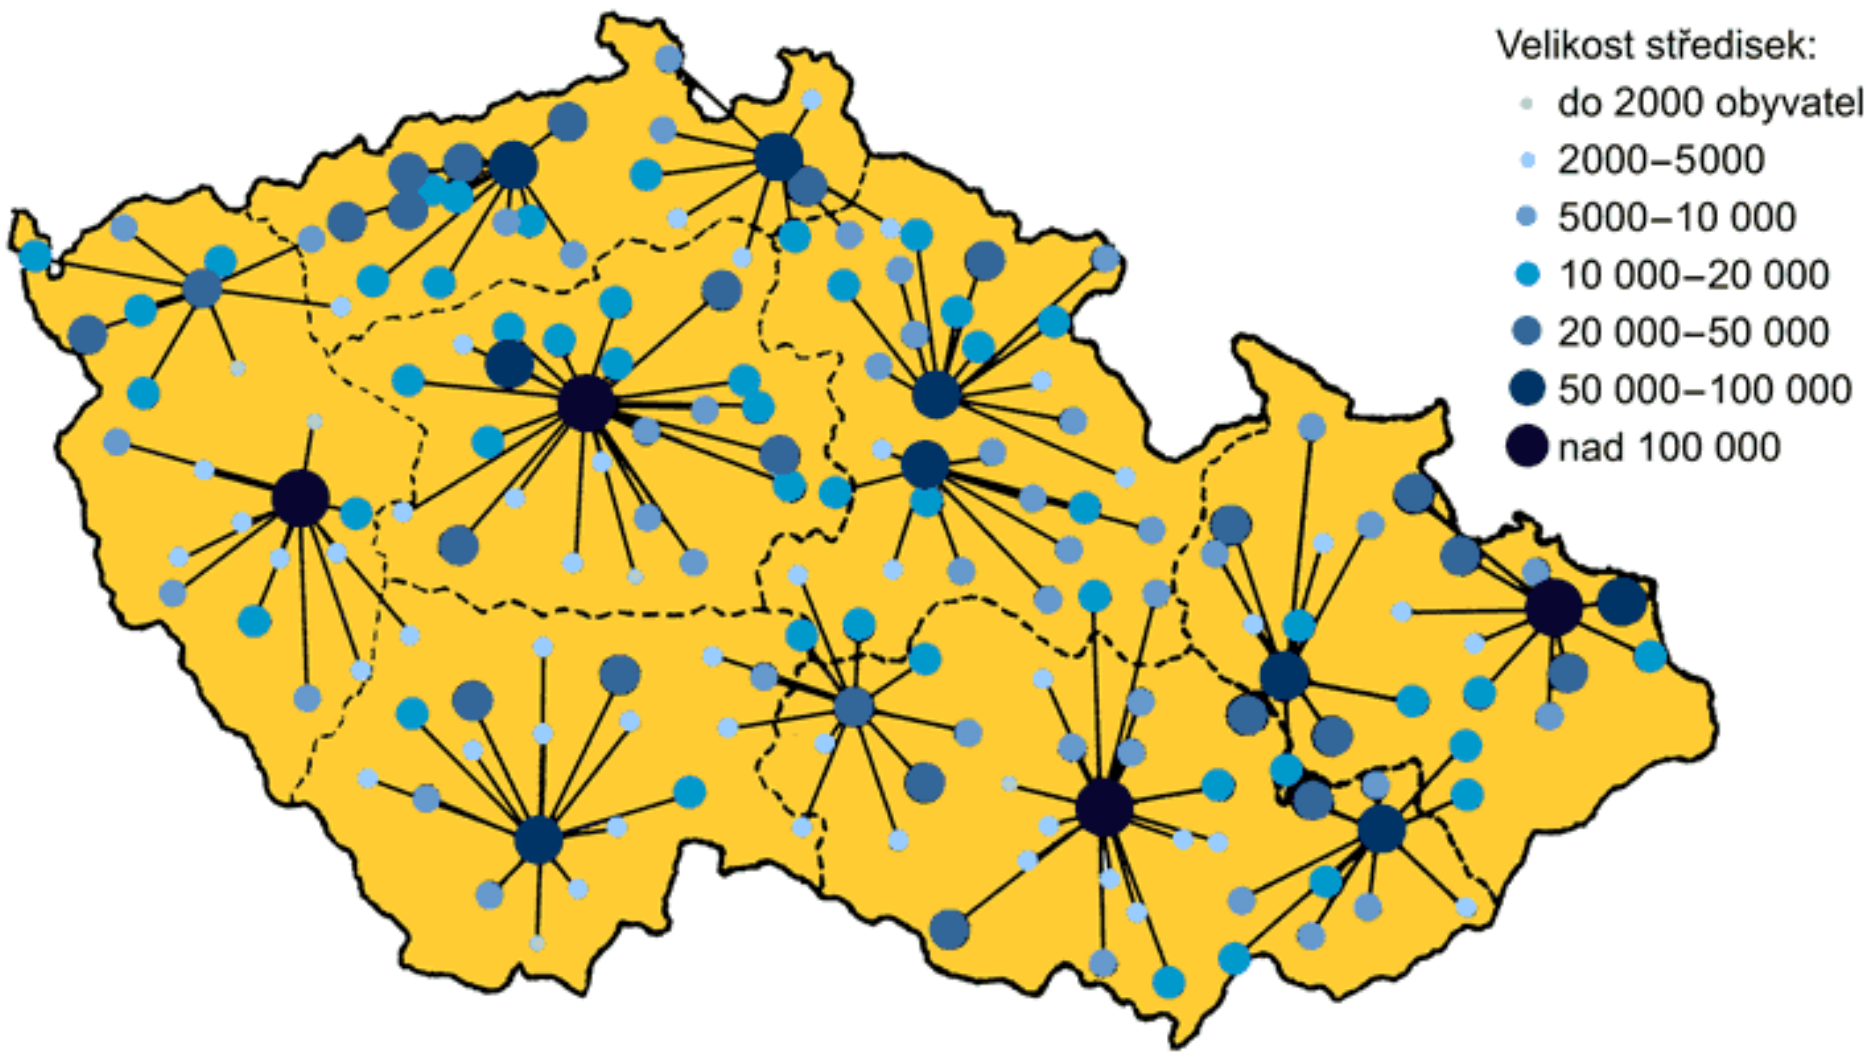 Velikost středisek:
do 2000 obyvatel
2000–5000
5000–10 000
10 000–20 000
20 000–50 000
50 000–100 000
nad 100 000